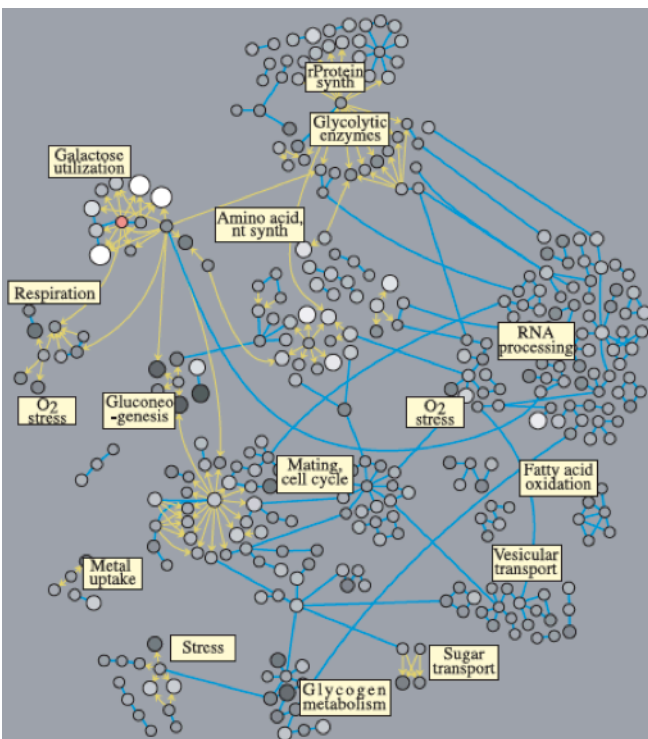 rProtein
synth
Glycolytic
enzymes
Galactose
utilization
Amino acid,
nt synth
Respiration
RNA
processing
O2
stress
Gluconeo
-genesis
O2
stress
Mating,
cell cycle
Fatty acid
oxidation
Vesicular
transport
Metal
uptake
Stress
Sugar
transport
Glycogen
metabolism